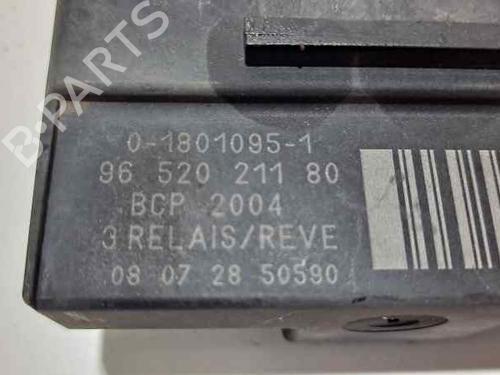 B-PARTS
0-1801095-1
96 520 211 80
BCP 2004
3 RELAIS/REVE
08 07 28 50590